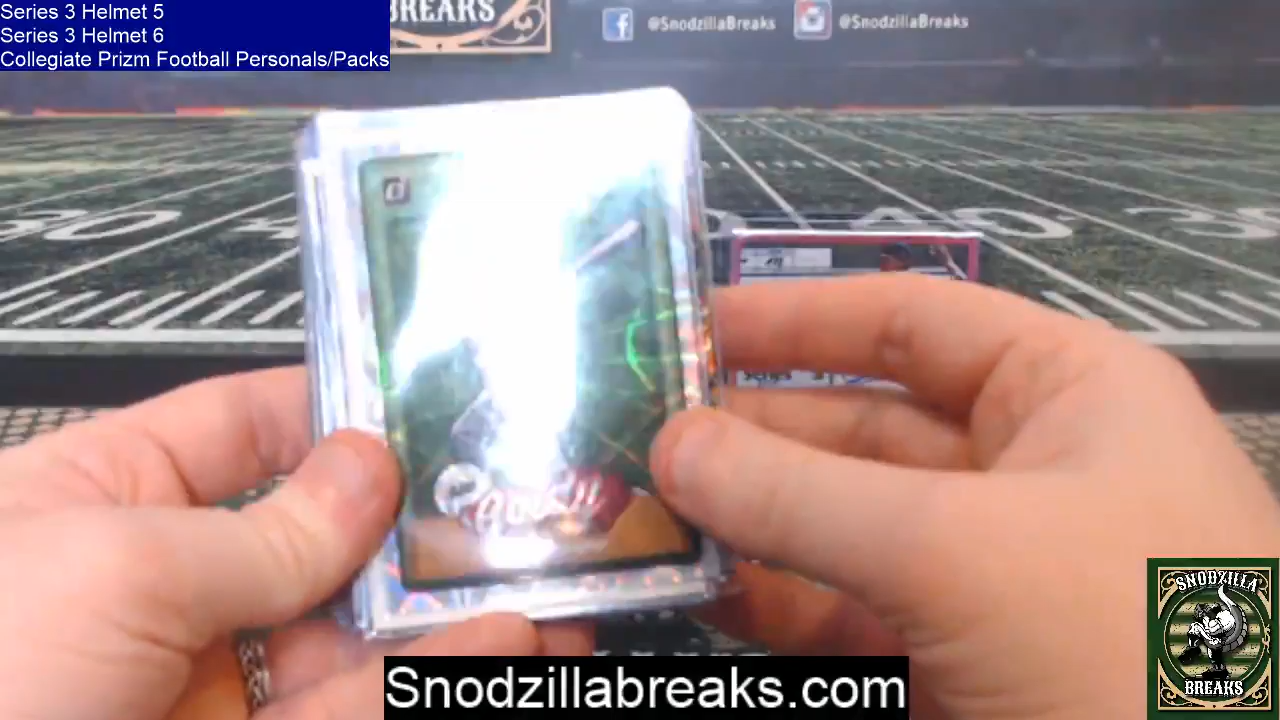 Series 3 Helmet 5
Series 3 Helmet 6
Collegiate Prizm Football Personals/Packs
BREAKS
@SnodzillaBreaks
@SnodzillaBreaks
SNODZILLA
BREAKS
Snodzillabreaks.com